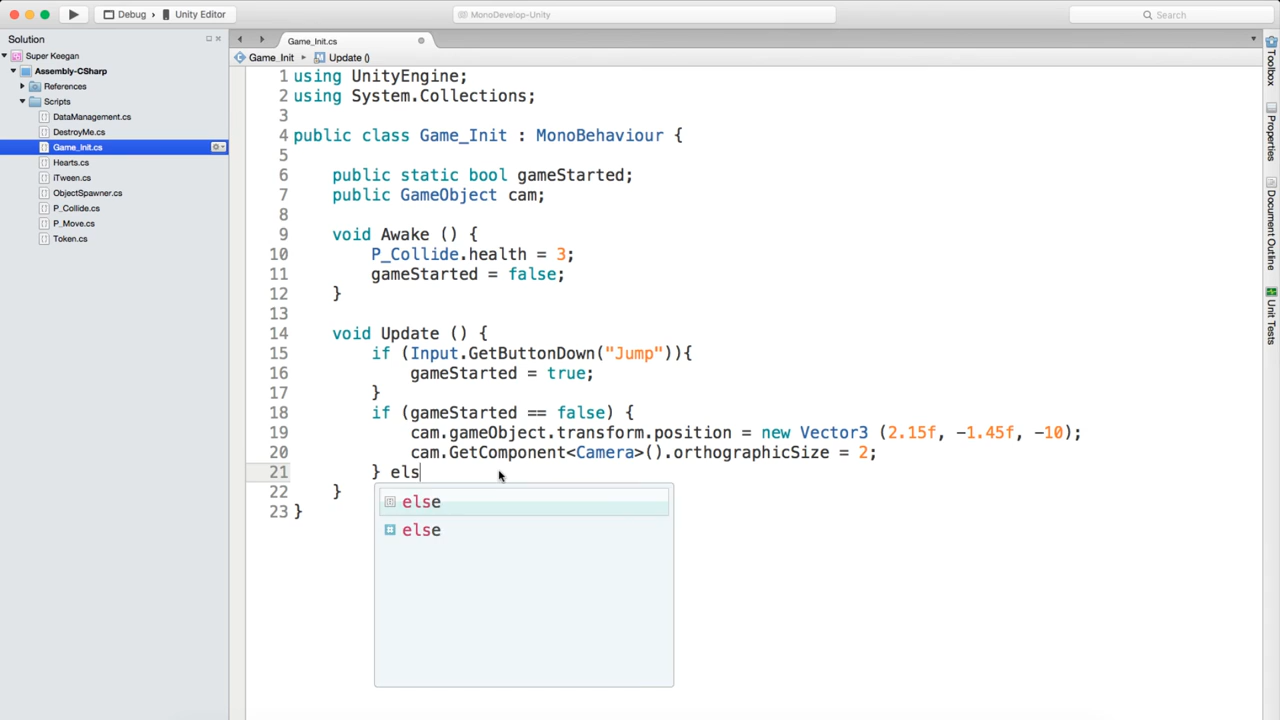 Debug › Unity Editor
MonoDevelop-Unity
Search
Solution
Super Keegan
Assembly-CSharp
References
Scripts
DataManagement.cs
DestroyMe.cs
Game_Init.cs
Hearts.cs
iTween.cs
ObjectSpawner.cs
P_Collide.cs
P_Move.cs
Token.cs
Game_Init.cs
Game_Init ▸ Update ()
1 using UnityEngine;
2 using System.Collections;
3
4 public class Game_Init : MonoBehaviour {
5
6 public static bool gameStarted;
7 public GameObject cam;
8
9 void Awake () {
10 P_Collide.health = 3;
11 gameStarted = false;
12 }
13
14 void Update () {
15 if (Input.GetButtonDown("Jump")){
16 gameStarted = true;
17 }
18 if (gameStarted == false) {
19 cam.gameObject.transform.position = new Vector3 (2.15f, -1.45f, -10);
20 cam.GetComponent<Camera>().orthographicSize = 2;
21 } els
22 }
23 }
else
else
Toolbox
Properties
Document Outline
Unit Tests